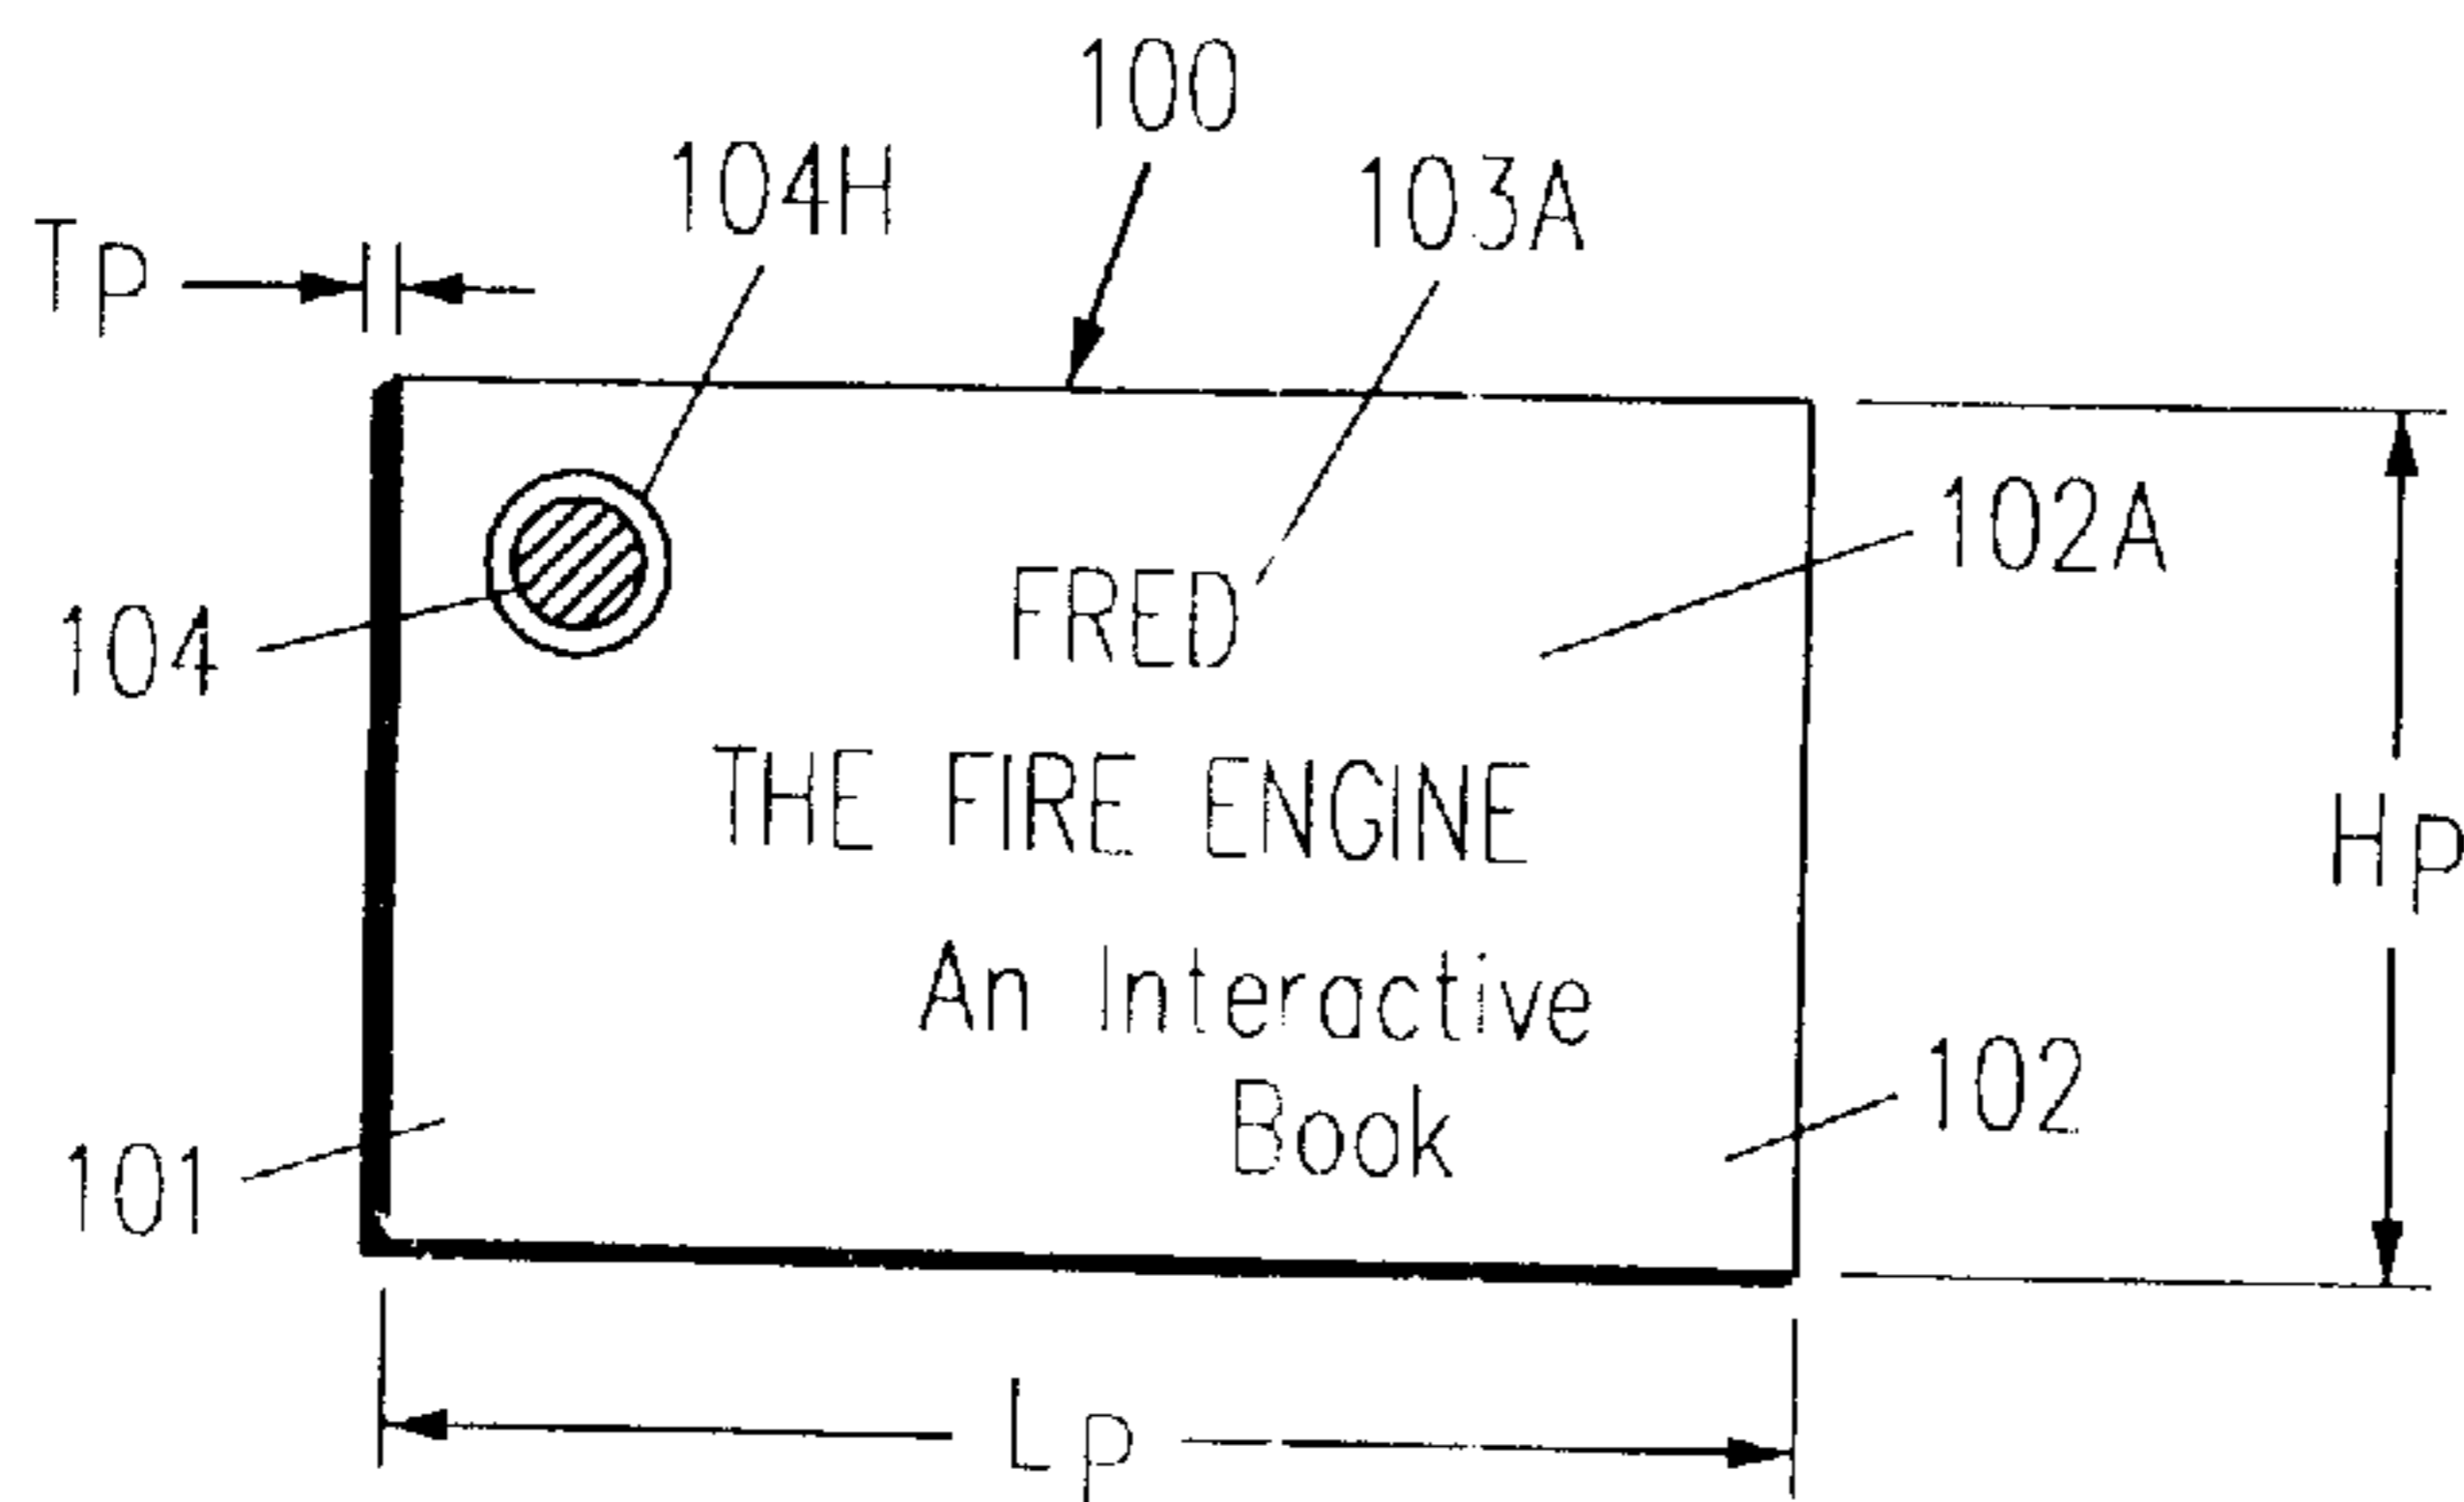 100
104H
103A
TP
102A
104
FRED
THE FIRE ENGINE
HP
An Interactive
Book
102
101
LP